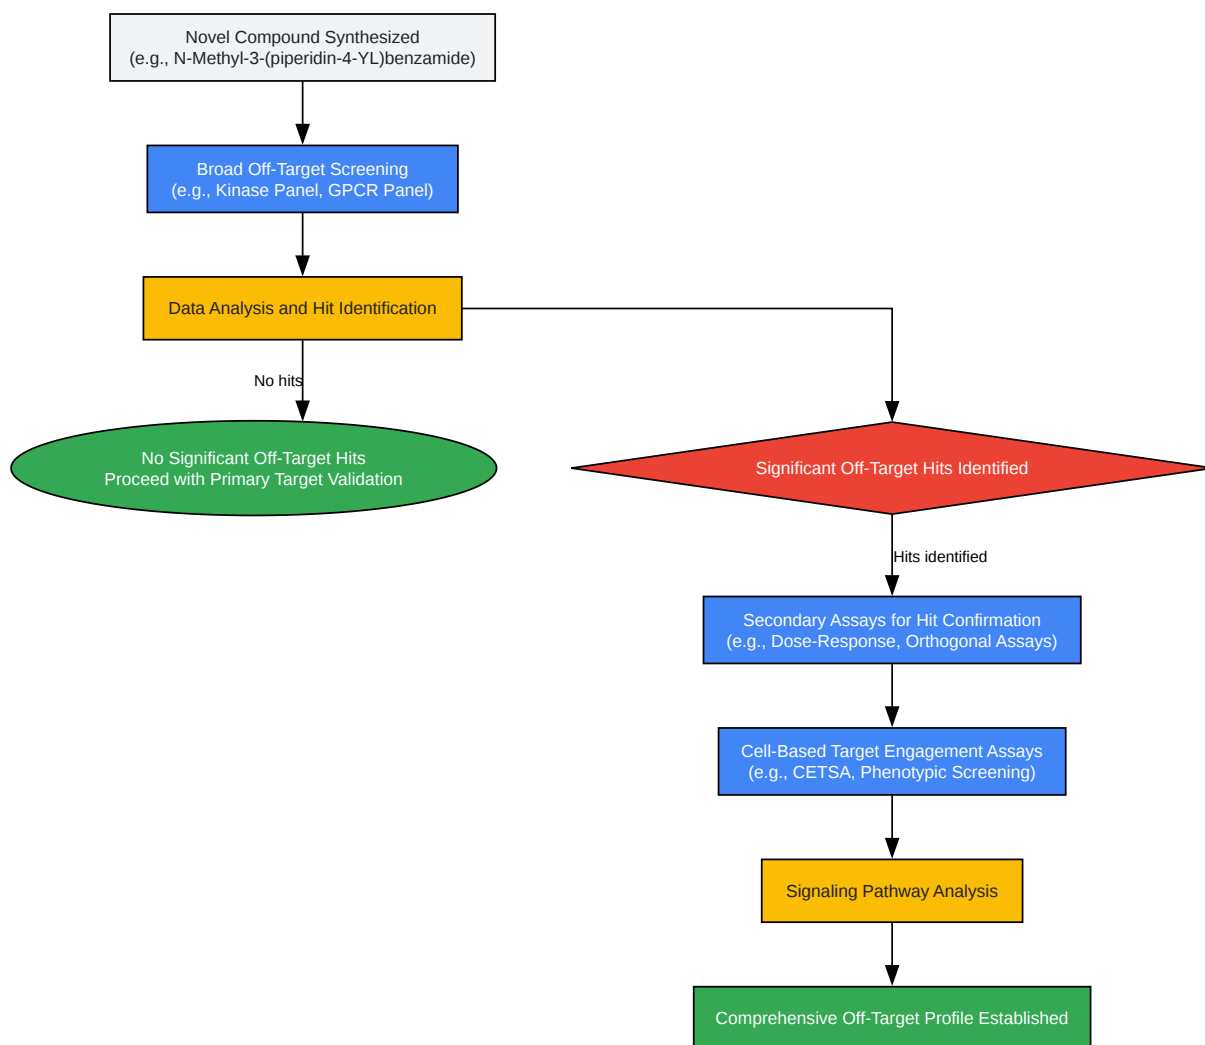 Novel Compound Synthesized
(e.g., N-Methyl-3-(piperidin-4-YL)benzamide)
Broad Off-Target Screening
(e.g., Kinase Panel, GPCR Panel)
Data Analysis and Hit Identification
No hits
No Significant Off-Target Hits
Proceed with Primary Target Validation
Significant Off-Target Hits Identified
Hits identified
Secondary Assays for Hit Confirmation
(e.g., Dose-Response, Orthogonal Assays)
Cell-Based Target Engagement Assays
(e.g., CETSA, Phenotypic Screening)
Signaling Pathway Analysis
Comprehensive Off-Target Profile Established